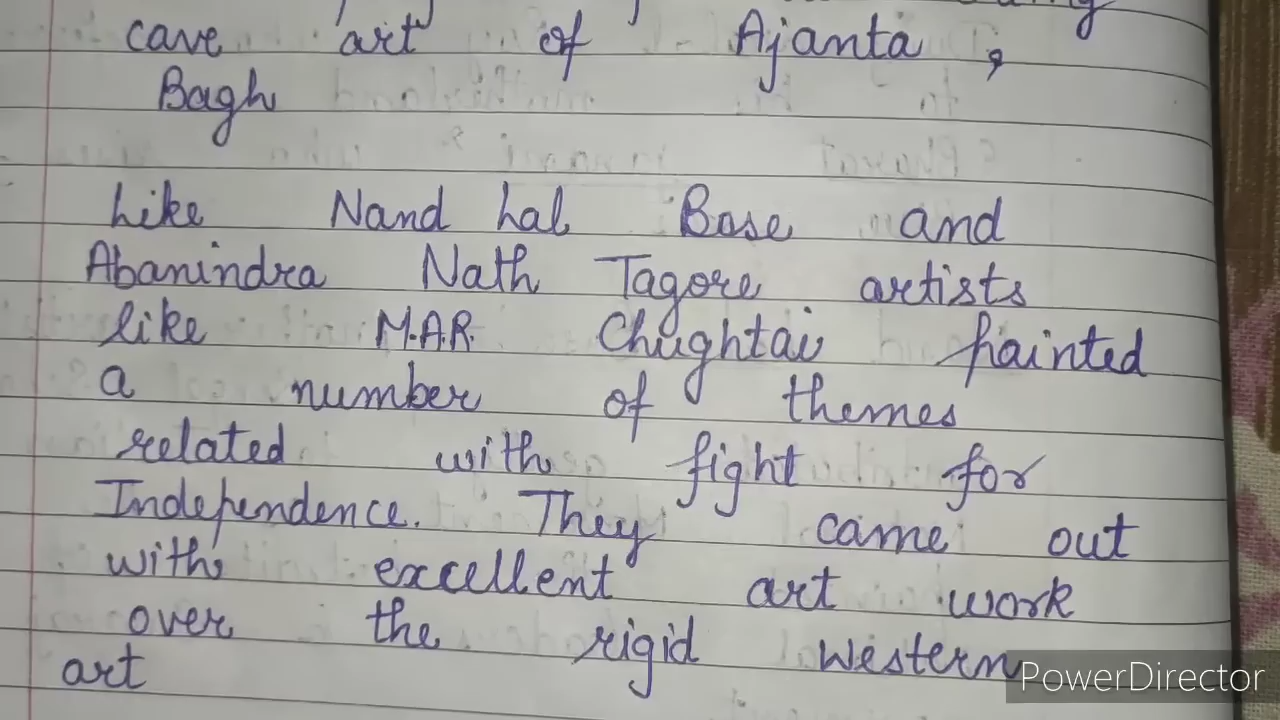 cave art of Ajanta,
Bagh
Like Nand Lal Bose and
Abanindra Nath Tagore artists
like M.A.R. Chughtai painted
a number of themes
related with fight for
Independence. They came out
with excellent art work
over the rigid Western
art
PowerDirector